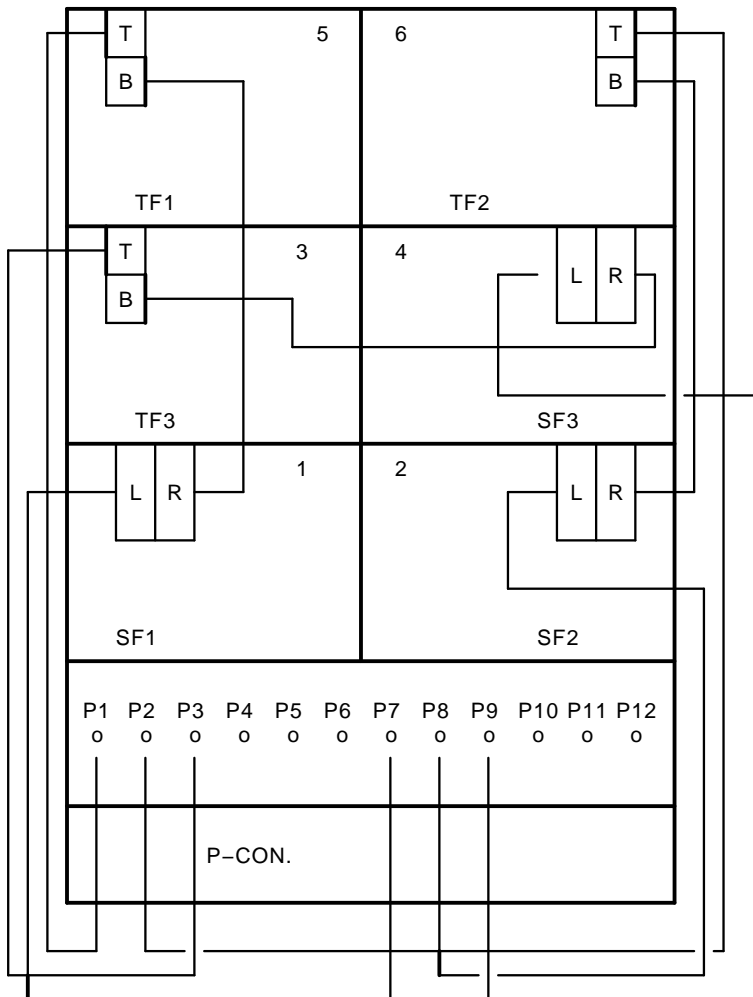 T 5 6 T
B B
TF1 TF2
T 3 4 L R
B
TF3 SF3
L R 1 2 L R
SF1 SF2
P1 P2 P3 P4 P5 P6 P7 P8 P9 P10 P11 P12
o o o o o o o o o o o o
P−CON.